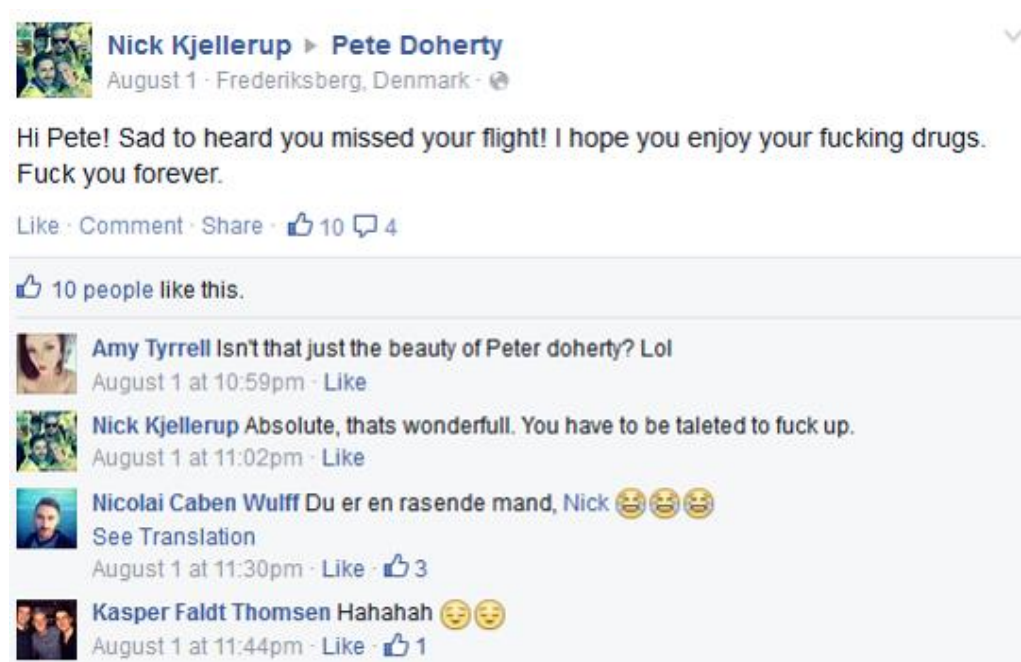 Nick Kjellerup ▸ Pete Doherty
August 1 · Frederiksberg, Denmark ·
Hi Pete! Sad to heard you missed your flight! I hope you enjoy your fucking drugs.
Fuck you forever.
Like · Comment · Share · 10 4
10 people like this.
Amy Tyrrell Isn't that just the beauty of Peter doherty? Lol
August 1 at 10:59pm · Like
Nick Kjellerup Absolute, thats wonderfull. You have to be taleted to fuck up.
August 1 at 11:02pm · Like
Nicolai Caben Wulff Du er en rasende mand, Nick 😂😂😂
See Translation
August 1 at 11:30pm · Like · 3
Kasper Faldt Thomsen Hahahah 😌😌
August 1 at 11:44pm · Like · 1